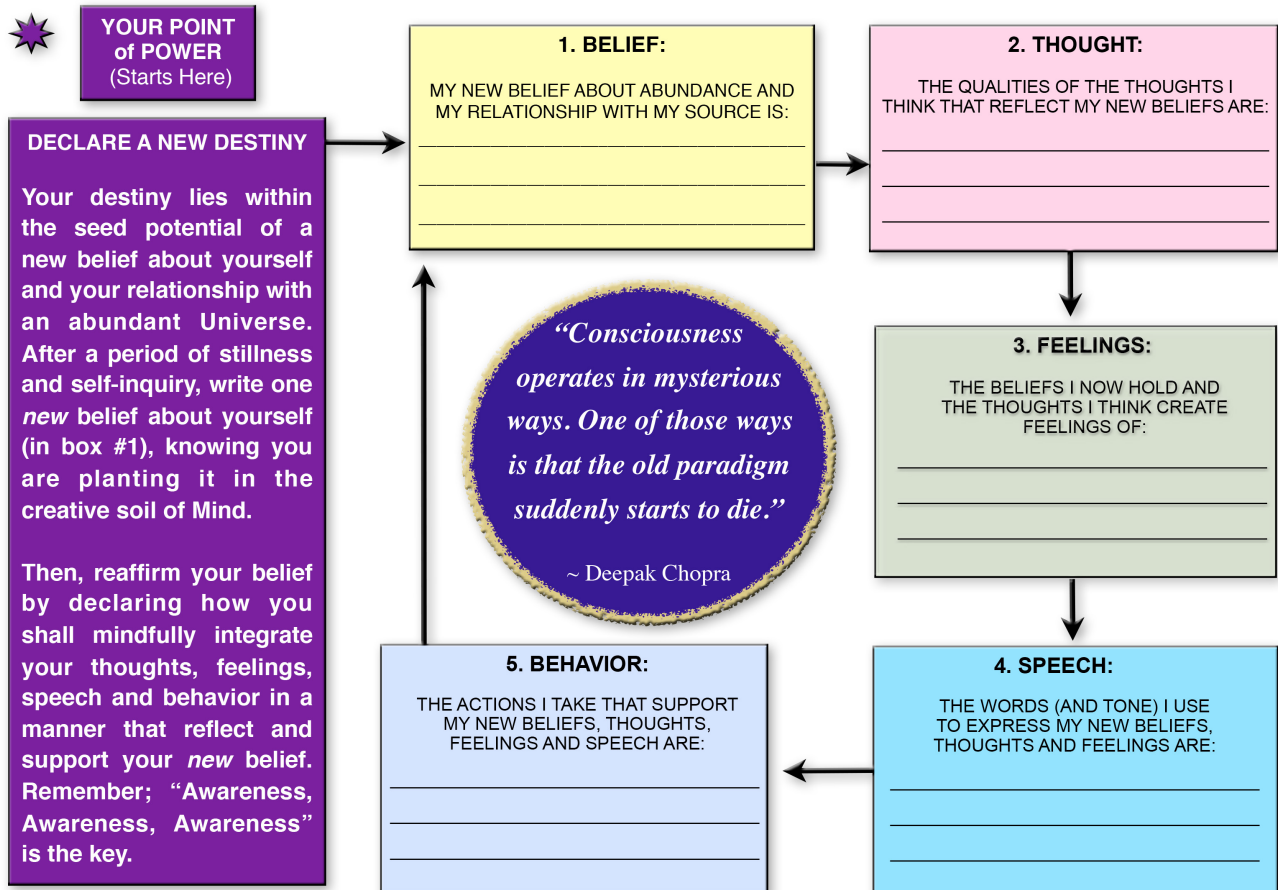 YOUR POINT
of POWER
(Starts Here)
DECLARE A NEW DESTINY
Your destiny lies within
the seed potential of a
new belief about yourself
and your relationship with
an abundant Universe.
After a period of stillness
and self-inquiry, write one
new belief about yourself
(in box #1), knowing you
are planting it in the
creative soil of Mind.
Then, reaffirm your belief
by declaring how you
shall mindfully integrate
your thoughts, feelings,
speech and behavior in a
manner that reflect and
support your new belief.
Remember; “Awareness,
Awareness, Awareness”
is the key.
1. BELIEF:
MY NEW BELIEF ABOUT ABUNDANCE AND
MY RELATIONSHIP WITH MY SOURCE IS:
2. THOUGHT:
THE QUALITIES OF THE THOUGHTS I
THINK THAT REFLECT MY NEW BELIEFS ARE:
3. FEELINGS:
THE BELIEFS I NOW HOLD AND
THE THOUGHTS I THINK CREATE
FEELINGS OF:
4. SPEECH:
THE WORDS (AND TONE) I USE
TO EXPRESS MY NEW BELIEFS,
THOUGHTS AND FEELINGS ARE:
5. BEHAVIOR:
THE ACTIONS I TAKE THAT SUPPORT
MY NEW BELIEFS, THOUGHTS,
FEELINGS AND SPEECH ARE:
“Consciousness
operates in mysterious
ways. One of those ways
is that the old paradigm
suddenly starts to die.”
~ Deepak Chopra